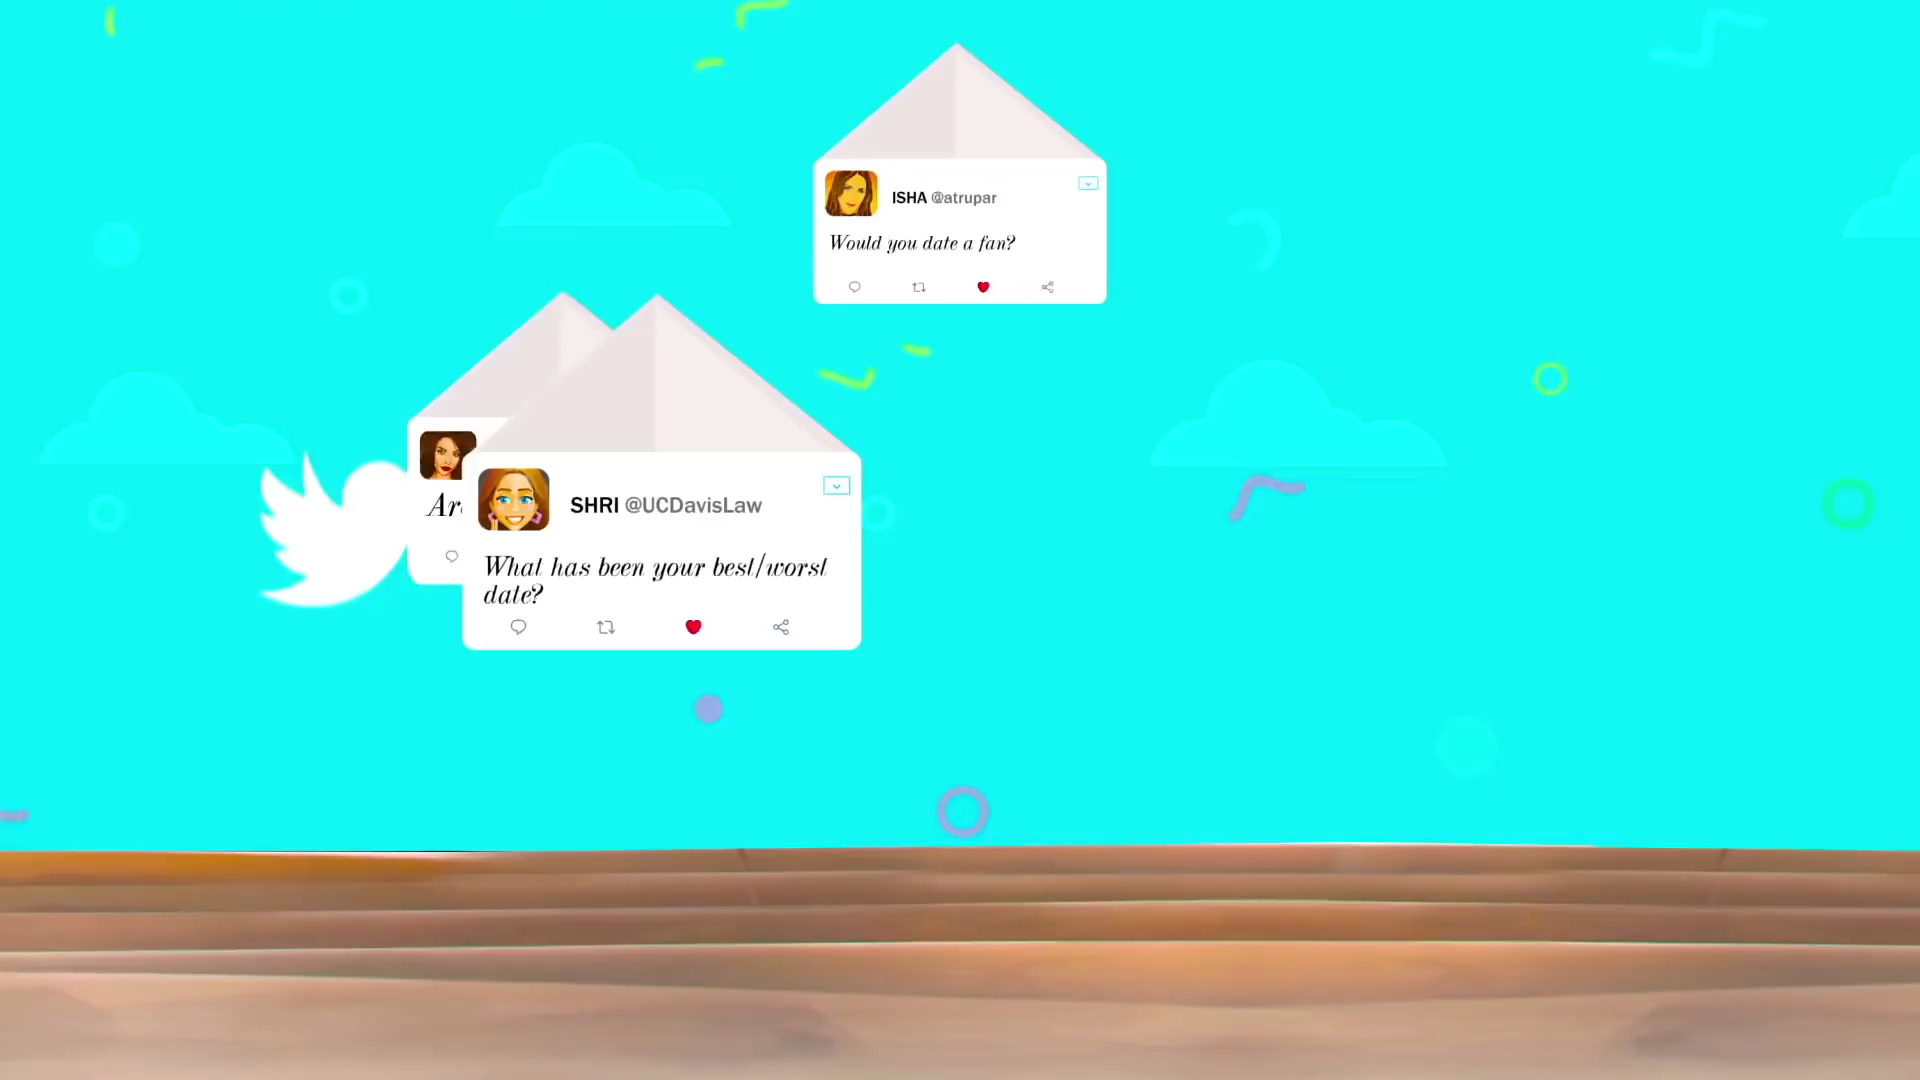 ISHA @atrupar
Would you date a fan?
SHRI @UCDavisLaw
What has been your best/worst
date?